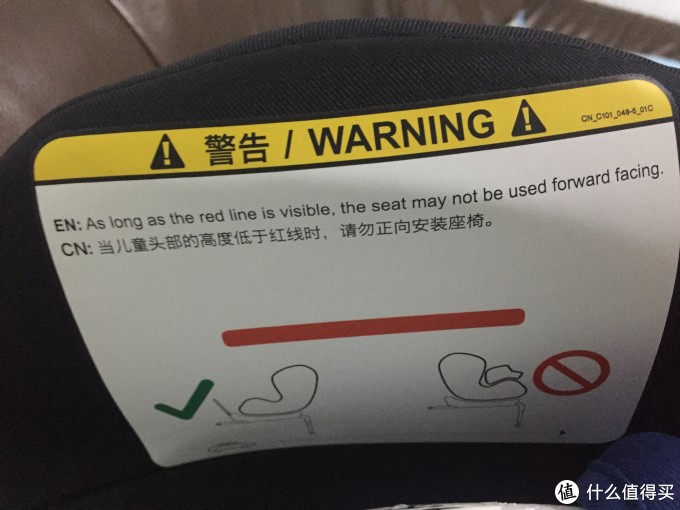 警告 / WARNING
CN_C101_046-6_01C
EN: As long as the red line is visible, the seat may not be used forward facing.
CN: 当儿童头部的高度低于红线时，请勿正向安装座椅。
值 什么值得买